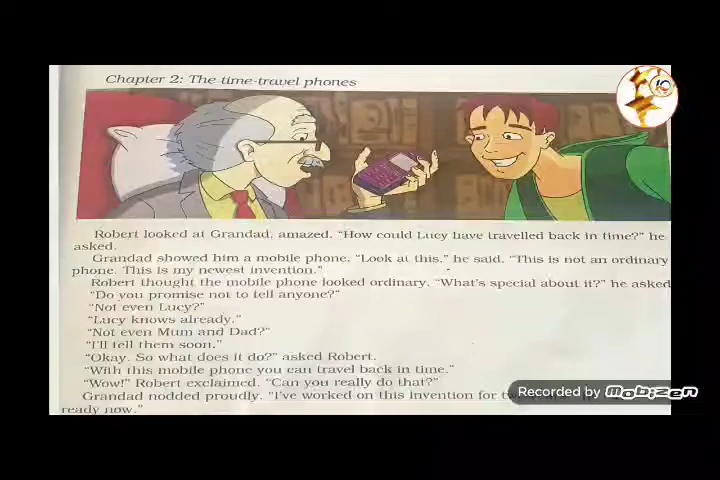 Chapter 2: The time-travel phones
Robert looked at Grandad, amazed. "How could Lucy have travelled back in time?" he
asked.
Grandad showed him a mobile phone. "Look at this," he said. "This is not an ordinary
phone. This is my newest invention."
Robert thought the mobile phone looked ordinary. "What's special about it?" he asked
"Do you promise not to tell anyone?"
"Not even Lucy?"
"Lucy knows already."
"Not even Mum and Dad?"
"I'll tell them soon."
"Okay. So what does it do?" asked Robert.
"With this mobile phone you can travel back in time."
"Wow!" Robert exclaimed. "Can you really do that?"
Grandad nodded proudly. "I've worked on this invention for
ready now."
Recorded by MOBIZEN